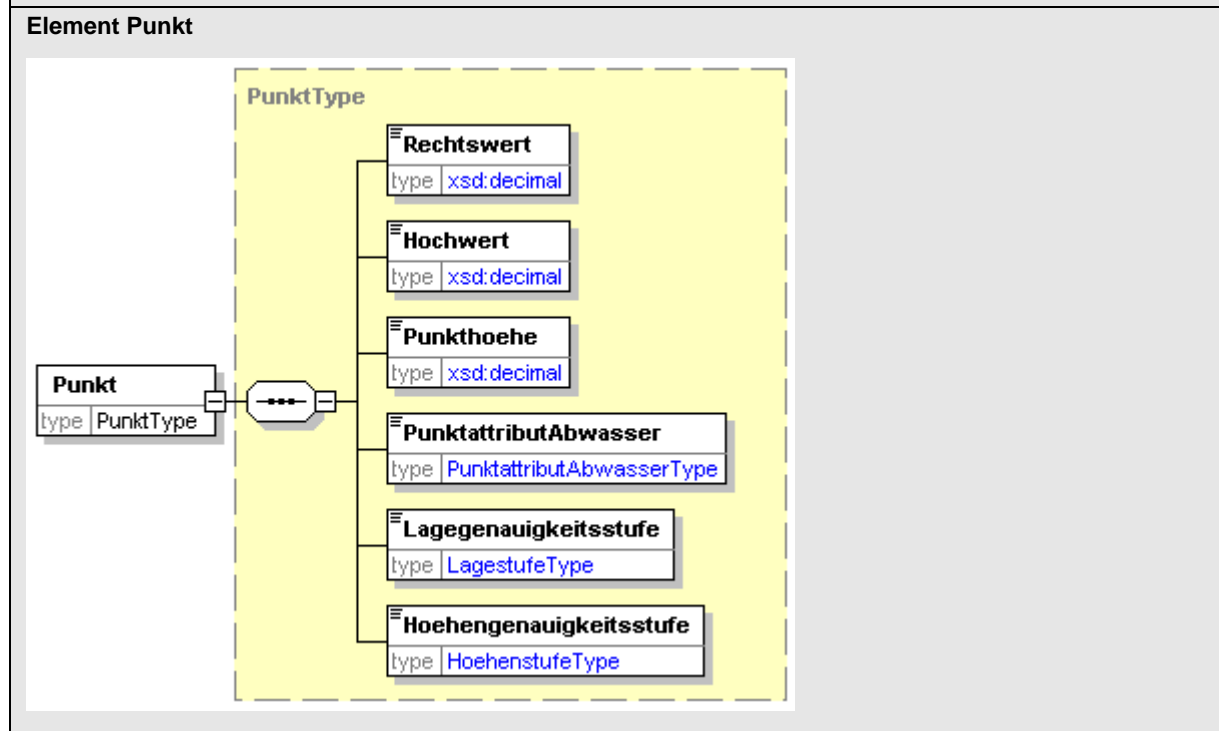 Element Punkt
PunktType
Rechtswert
type xsd:decimal
Hochwert
type xsd:decimal
Punkthoehe
type xsd:decimal
Punkt
type PunktType
PunktattributAbwasser
type PunktattributAbwasserType
Lagegenauigkeitsstufe
type LagestufeType
Hoehengenauigkeitsstufe
type HoehenstufeType